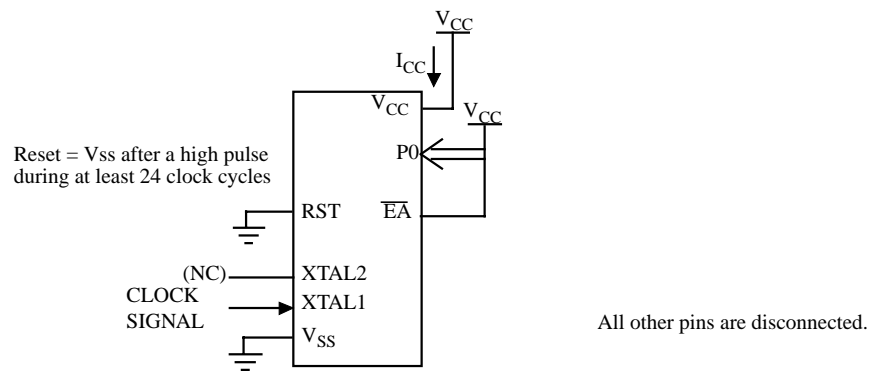 VCC
ICC
VCC
VCC
P0
Reset = Vss after a high pulse
during at least 24 clock cycles
RST
EA
(NC)
XTAL2
CLOCK
SIGNAL
XTAL1
VSS
All other pins are disconnected.